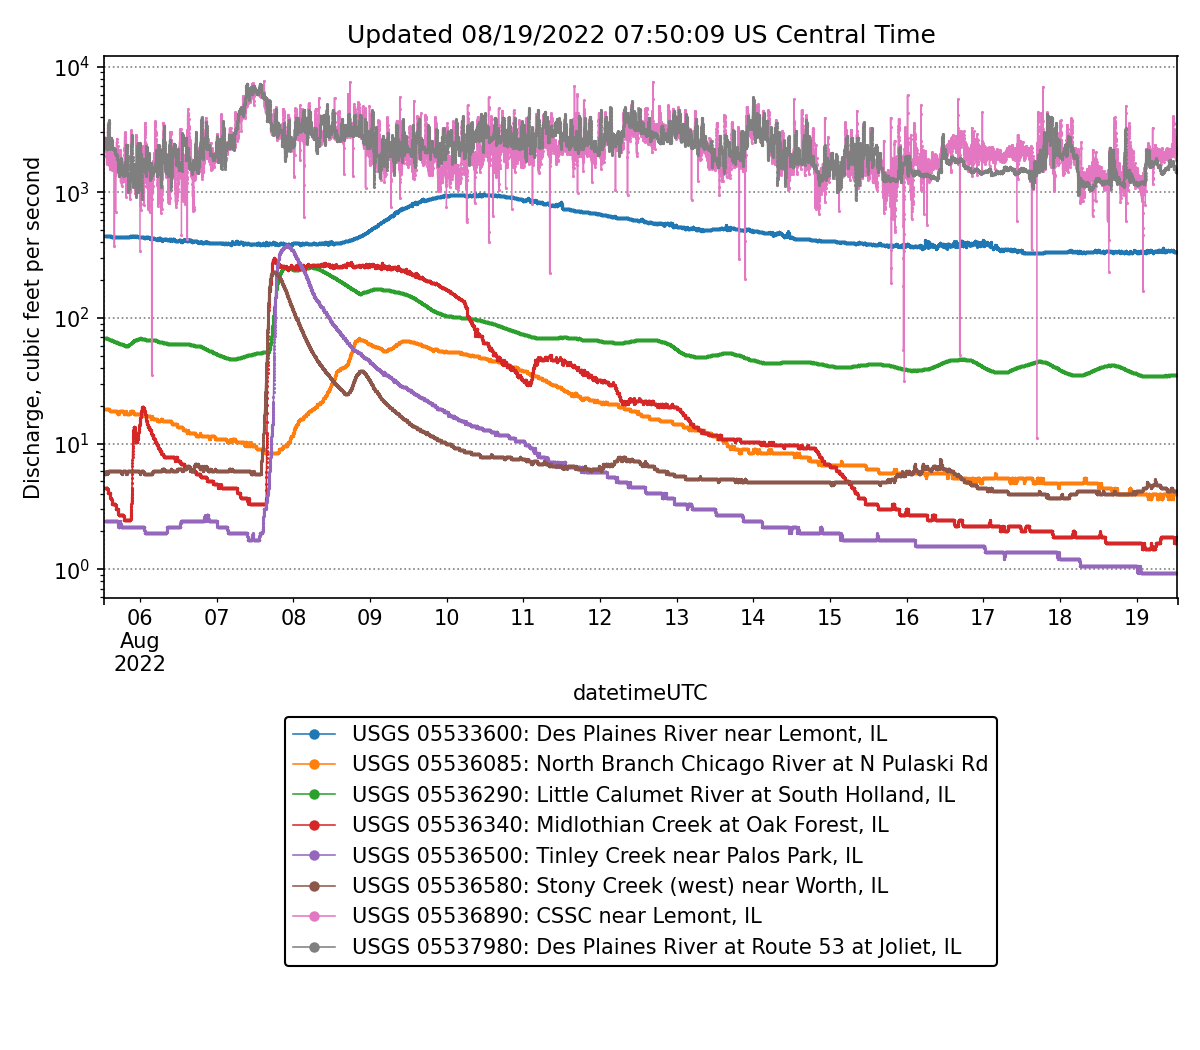 Updated 08/19/2022 07:50:09 US Central Time
Discharge, cubic feet per second
10^4
10^3
10^2
10^1
10^0
06 07 08 09 10 11 12 13 14 15 16 17 18 19
Aug
2022
datetimeUTC
USGS 05533600: Des Plaines River near Lemont, IL
USGS 05536085: North Branch Chicago River at N Pulaski Rd
USGS 05536290: Little Calumet River at South Holland, IL
USGS 05536340: Midlothian Creek at Oak Forest, IL
USGS 05536500: Tinley Creek near Palos Park, IL
USGS 05536580: Stony Creek (west) near Worth, IL
USGS 05536890: CSSC near Lemont, IL
USGS 05537980: Des Plaines River at Route 53 at Joliet, IL